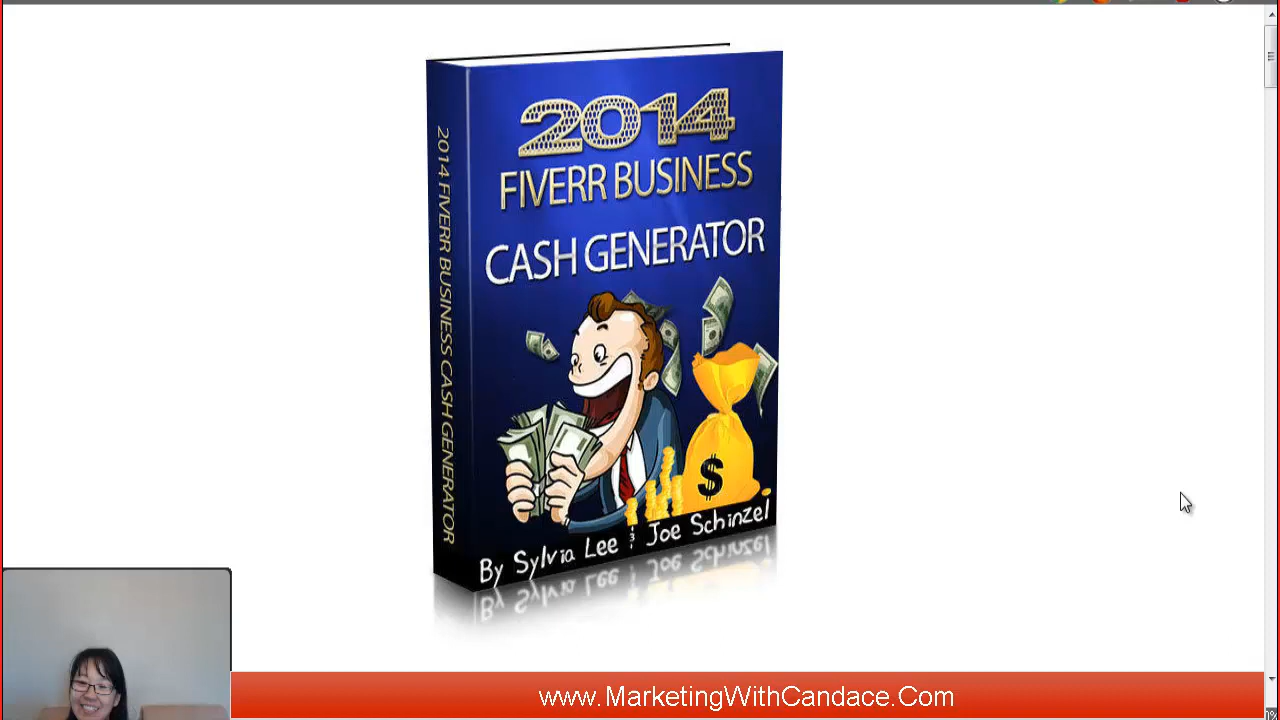 2014
FIVERR BUSINESS
CASH GENERATOR
2014 FIVERR BUSINESS CASH GENERATOR
$
By Sylvia Lee & Joe Schinzel
www.MarketingWithCandace.Com